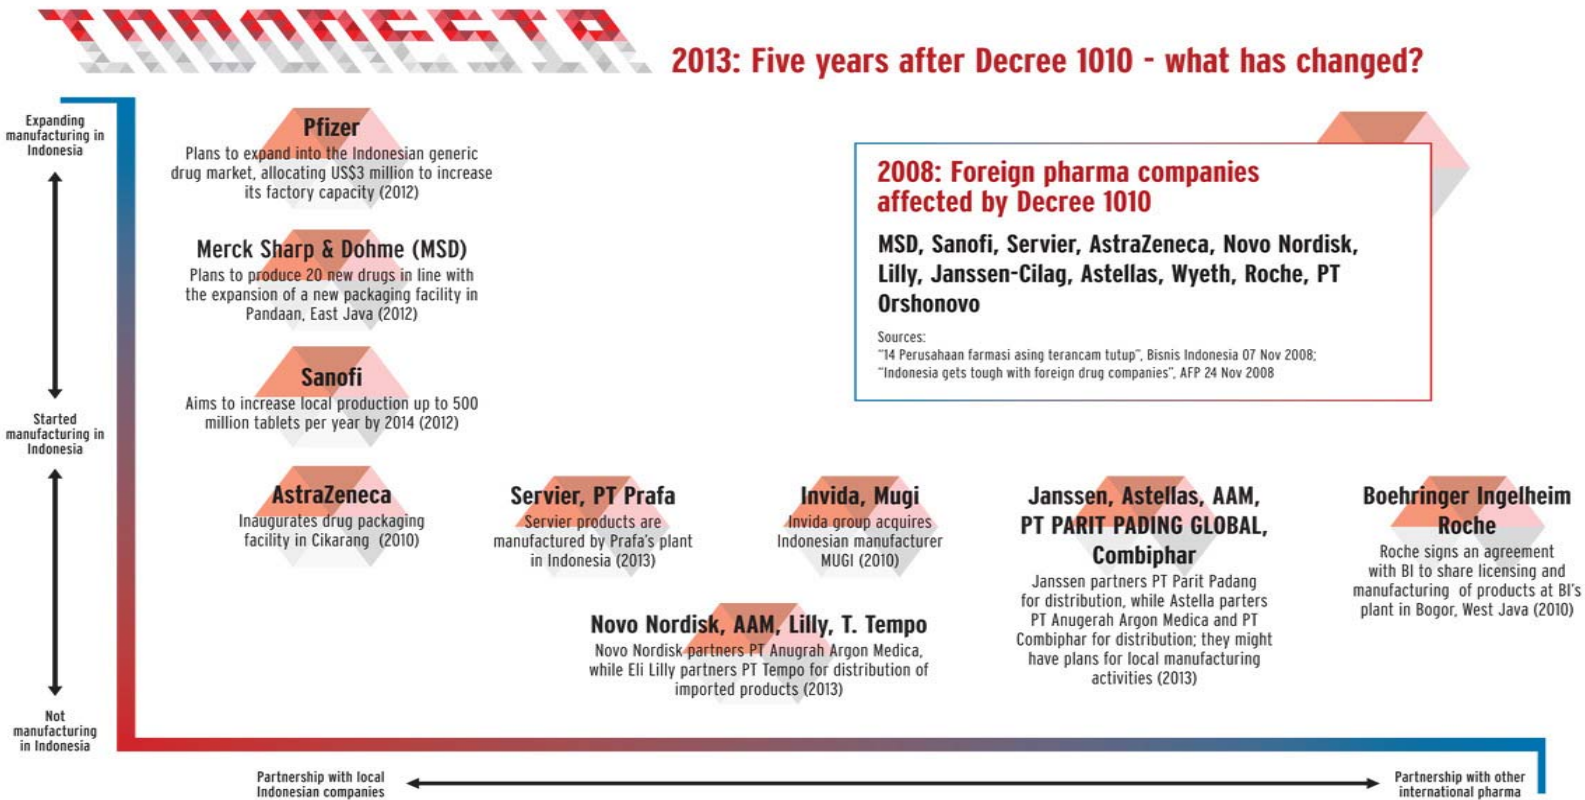 INDONESIA
2013: Five years after Decree 1010 - what has changed?
Expanding
manufacturing in
Indonesia
Started
manufacturing in
Indonesia
Not
manufacturing
in Indonesia
Pfizer
Plans to expand into the Indonesian generic
drug market, allocating US$3 million to increase
its factory capacity (2012)
Merck Sharp & Dohme (MSD)
Plans to produce 20 new drugs in line with
the expansion of a new packaging facility in
Pandaan, East Java (2012)
Sanofi
Aims to increase local production up to 500
million tablets per year by 2014 (2012)
2008: Foreign pharma companies
affected by Decree 1010
MSD, Sanofi, Servier, AstraZeneca, Novo Nordisk,
Lilly, Janssen-Cilag, Astellas, Wyeth, Roche, PT
Orshonovo
Sources:
"14 Perusahaan farmasi asing terancam tutup", Bisnis Indonesia 07 Nov 2008;
"Indonesia gets tough with foreign drug companies", AFP 24 Nov 2008
AstraZeneca
Inaugurates drug packaging
facility in Cikarang (2010)
Servier, PT Prafa
Servier products are
manufactured by Prafa's plant
in Indonesia (2013)
Invida, Mugi
Invida group acquires
Indonesian manufacturer
MUGI (2010)
Janssen, Astellas, AAM,
PT PARIT PADING GLOBAL,
Combiphar
Janssen partners PT Parit Padang
for distribution, while Astella parters
PT Anugerah Argon Medica and PT
Combiphar for distribution; they might
have plans for local manufacturing
activities (2013)
Boehringer Ingelheim
Roche
Roche signs an agreement
with BI to share licensing and
manufacturing of products at BI's
plant in Bogor, West Java (2010)
Novo Nordisk, AAM, Lilly, T. Tempo
Novo Nordisk partners PT Anugrah Argon Medica,
while Eli Lilly partners PT Tempo for distribution of
imported products (2013)
Partnership with local
Indonesian companies
Partnership with other
international pharma